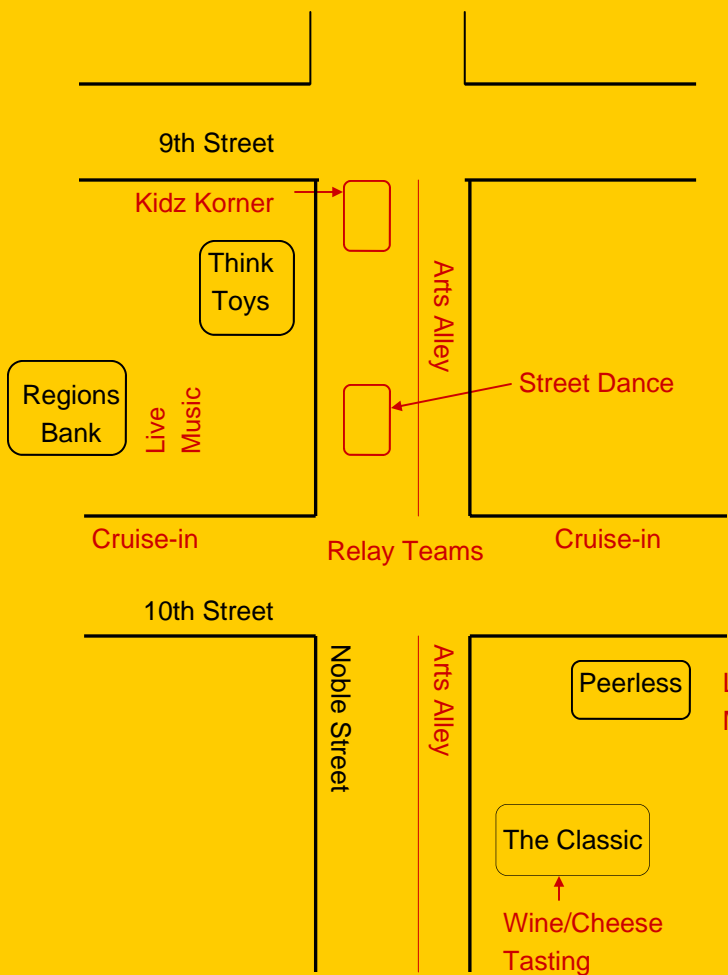 9th Street
Kidz Korner
Think
Toys
Arts Alley
Regions
Bank
Live
Music
Street Dance
Cruise-in
Relay Teams
Cruise-in
10th Street
Noble Street
Arts Alley
Peerless
The Classic
Wine/Cheese
Tasting